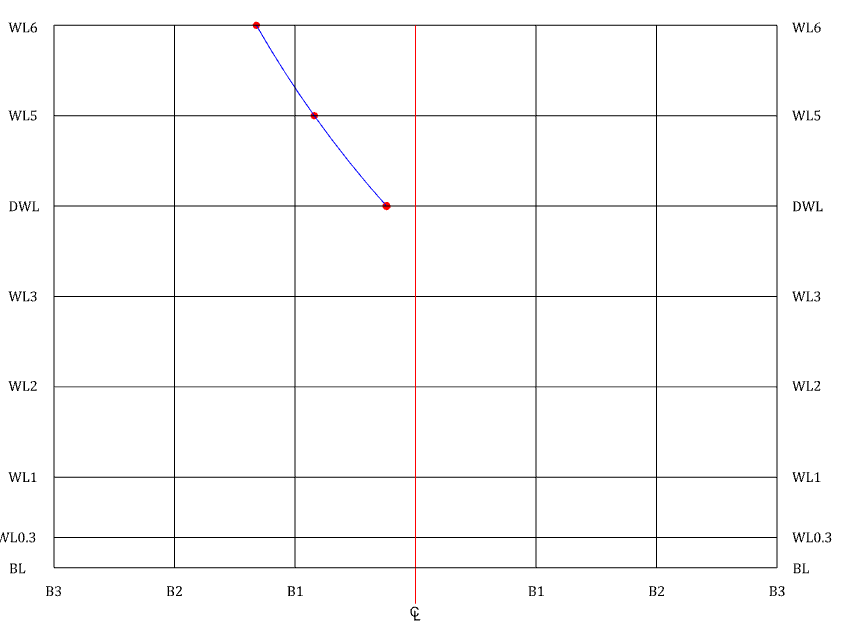 WL6 WL6
WL5 WL5
DWL DWL
WL3 WL3
WL2 WL2
WL1 WL1
WL0.3 WL0.3
BL BL
B3 B2 B1 B1 B2 B3
℄